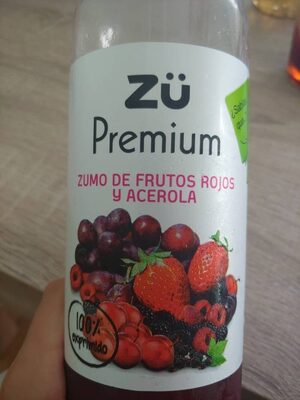 ZÜ
Premium
ZUMO DE FRUTOS ROJOS
Y ACEROLA
100%
exprimido